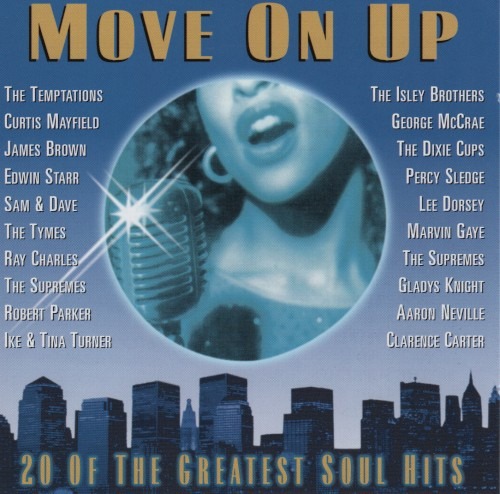 MOVE ON UP
THE TEMPTATIONS
CURTIS MAYFIELD
JAMES BROWN
EDWIN STARR
SAM & DAVE
THE TYMES
RAY CHARLES
THE SUPREMES
ROBERT PARKER
IKE & TINA TURNER
THE ISLEY BROTHERS
GEORGE MCCRAE
THE DIXIE CUPS
PERCY SLEDGE
LEE DORSEY
MARVIN GAYE
THE SUPREMES
GLADYS KNIGHT
AARON NEVILLE
CLARENCE CARTER
20 OF THE GREATEST SOUL HITS